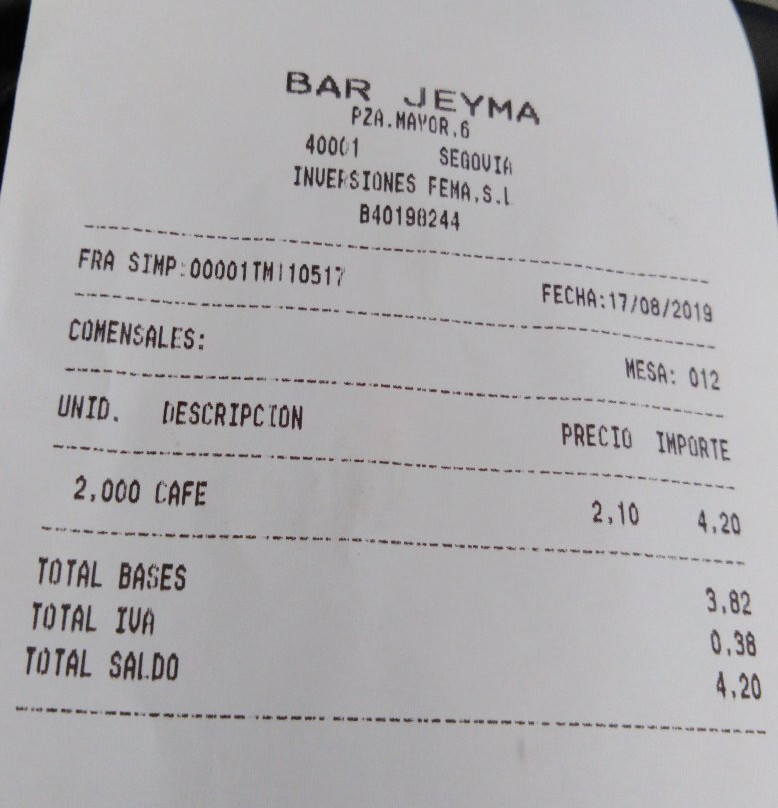 BAR JEYMA
PZA.MAYOR,6
40001 SEGOVIA
INVERSIONES FEMA,S.L
B40198244
FRA SIMP:00001TM110517 FECHA:17/08/2019
COMENSALES: MESA: 012
UNID. DESCRIPCION PRECIO IMPORTE
2,000 CAFE 2,10 4,20
TOTAL BASES 3,82
TOTAL IVA 0,38
TOTAL SALDO 4,20